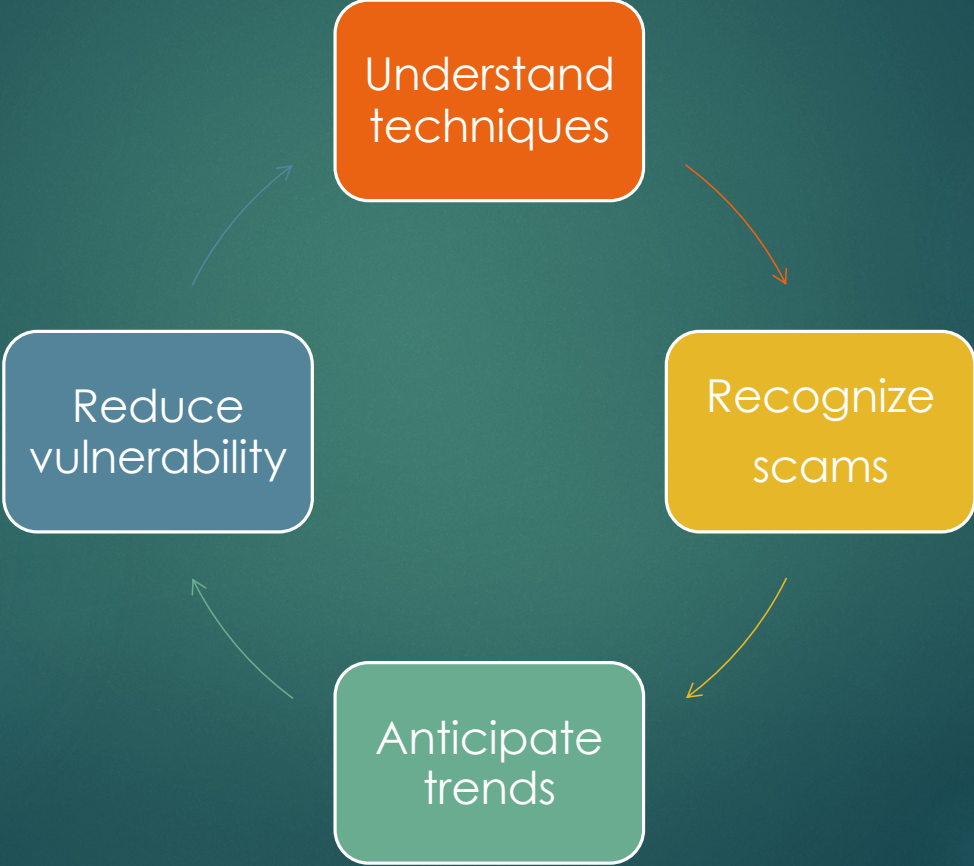 Understand
techniques
Recognize
scams
Anticipate
trends
Reduce
vulnerability